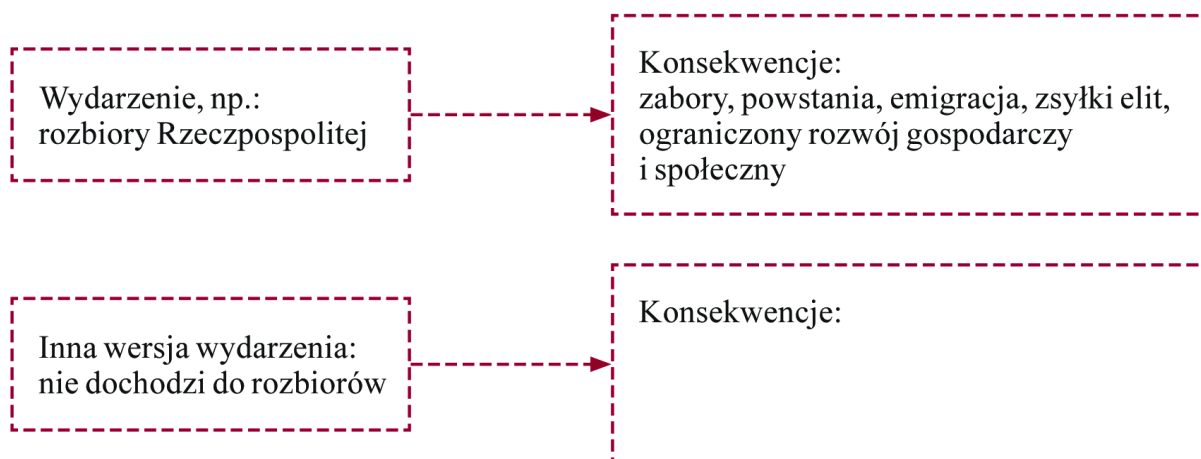 Wydarzenie, np.:
rozbiory Rzeczpospolitej
Konsekwencje:
zabory, powstania, emigracja, zsyłki elit,
ograniczony rozwój gospodarczy
i społeczny
Inna wersja wydarzenia:
nie dochodzi do rozbiorów
Konsekwencje: